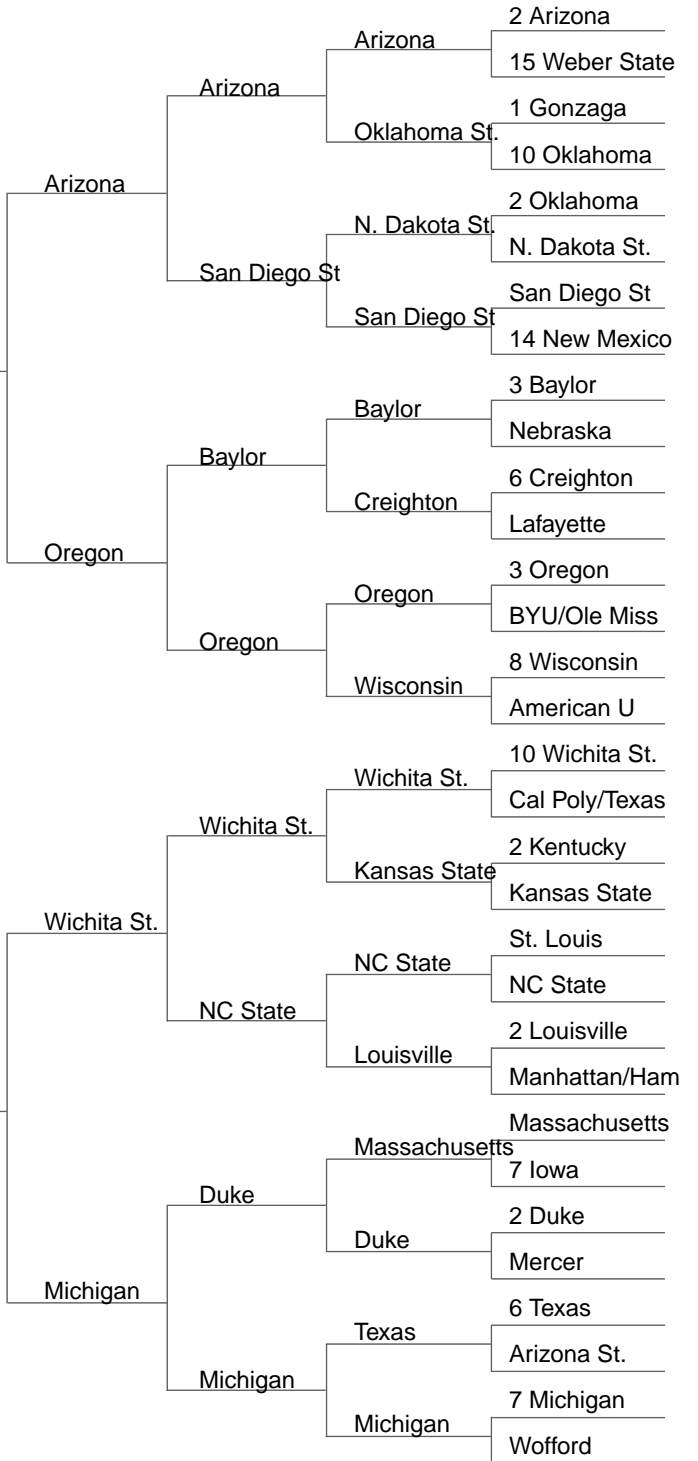 2 Arizona
Arizona
15 Weber State
Arizona
1 Gonzaga
Oklahoma St.
10 Oklahoma
Arizona
2 Oklahoma
N. Dakota St.
N. Dakota St.
San Diego St
San Diego St
San Diego St
14 New Mexico
3 Baylor
Baylor
Nebraska
Baylor
6 Creighton
Creighton
Lafayette
Oregon
3 Oregon
Oregon
BYU/Ole Miss
Oregon
8 Wisconsin
Wisconsin
American U
10 Wichita St.
Wichita St.
Cal Poly/Texas
Wichita St.
2 Kentucky
Kansas State
Kansas State
Wichita St.
St. Louis
NC State
NC State
NC State
2 Louisville
Louisville
Manhattan/Ham
Massachusetts
Massachusetts
7 Iowa
Duke
2 Duke
Duke
Mercer
Michigan
6 Texas
Texas
Arizona St.
Michigan
7 Michigan
Michigan
Wofford